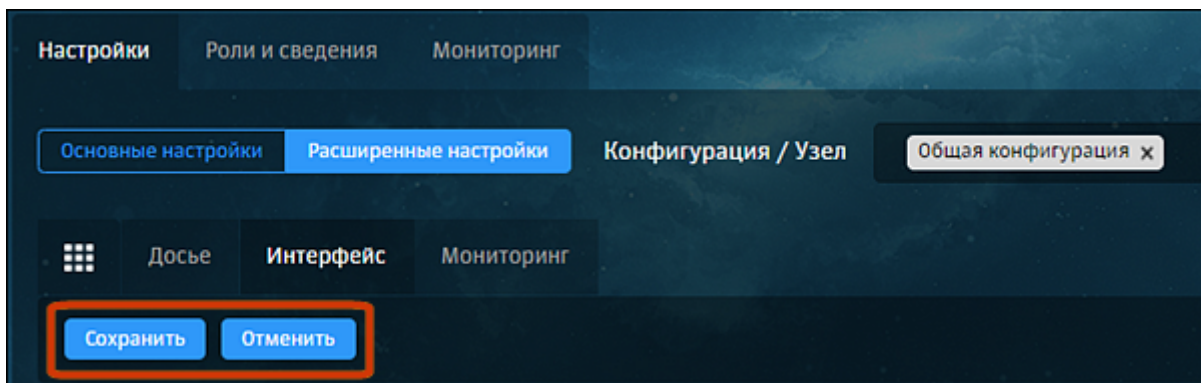 Настройки Роли и сведения Мониторинг
Основные настройки Расширенные настройки Конфигурация / Узел Общая конфигурация x
Досье Интерфейс Мониторинг
Сохранить Отменить